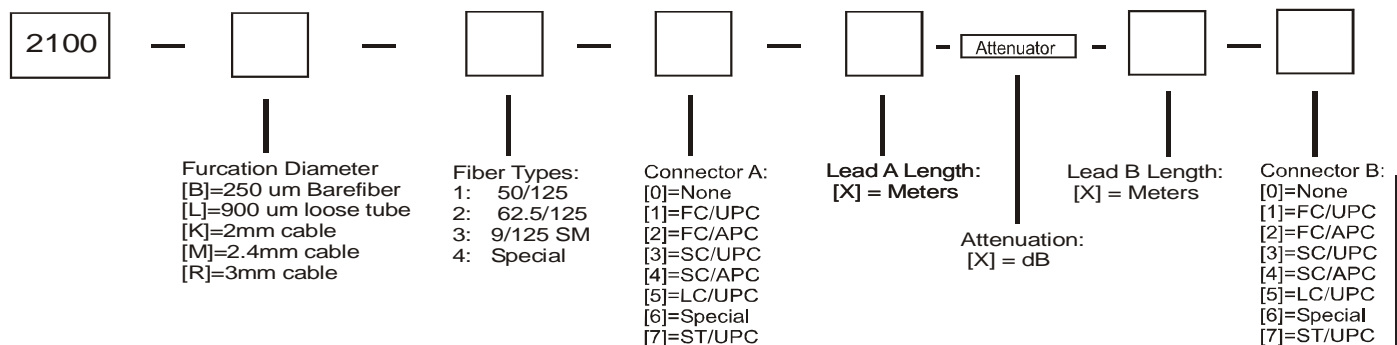 2100
Attenuator
Furcation Diameter
[B]=250 um Barefiber
[L]=900 um loose tube
[K]=2mm cable
[M]=2.4mm cable
[R]=3mm cable
Fiber Types:
1: 50/125
2: 62.5/125
3: 9/125 SM
4: Special
Connector A:
[0]=None
[1]=FC/UPC
[2]=FC/APC
[3]=SC/UPC
[4]=SC/APC
[5]=LC/UPC
[6]=Special
[7]=ST/UPC
Lead A Length:
[X] = Meters
Attenuation:
[X] = dB
Lead B Length:
[X] = Meters
Connector B:
[0]=None
[1]=FC/UPC
[2]=FC/APC
[3]=SC/UPC
[4]=SC/APC
[5]=LC/UPC
[6]=Special
[7]=ST/UPC